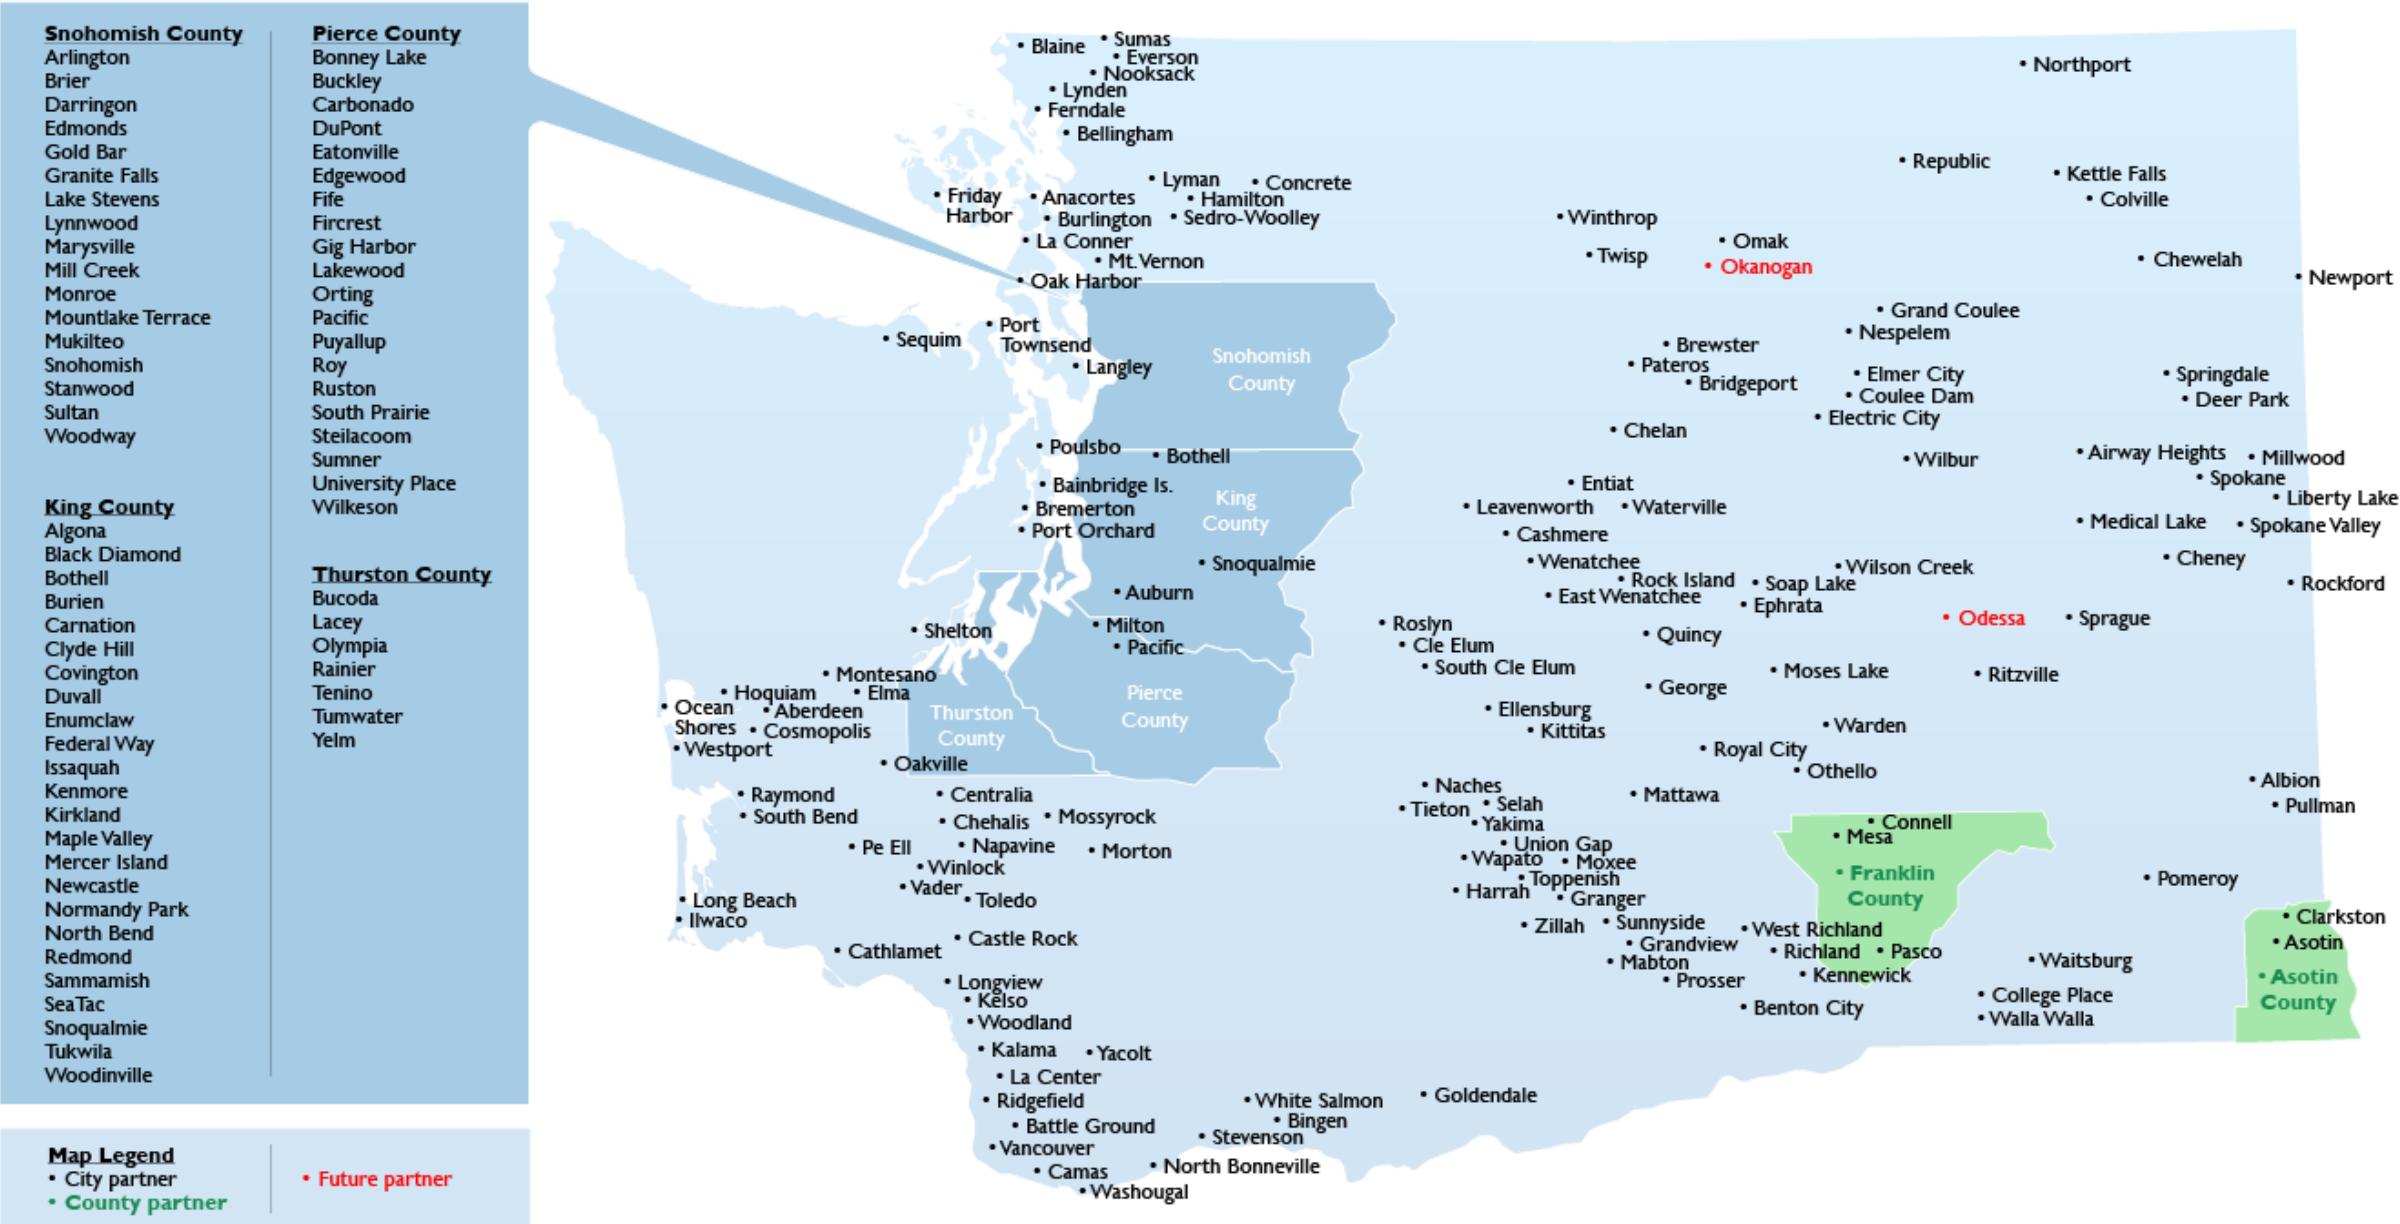 Snohomish County
Arlington
Brier
Darringon
Edmonds
Gold Bar
Granite Falls
Lake Stevens
Lynnwood
Marysville
Mill Creek
Monroe
Mountlake Terrace
Mukilteo
Snohomish
Stanwood
Sultan
Woodway
King County
Algona
Black Diamond
Bothell
Burien
Carnation
Clyde Hill
Covington
Duvall
Enumclaw
Federal Way
Issaquah
Kenmore
Kirkland
Maple Valley
Mercer Island
Newcastle
Normandy Park
North Bend
Redmond
Sammamish
SeaTac
Snoqualmie
Tukwila
Woodinville
Pierce County
Bonney Lake
Buckley
Carbonado
DuPont
Eatonville
Edgewood
Fife
Fircrest
Gig Harbor
Lakewood
Orting
Pacific
Puyallup
Roy
Ruston
South Prairie
Steilacoom
Sumner
University Place
Wilkeson
Thurston County
Bucoda
Lacey
Olympia
Rainier
Tenino
Tumwater
Yelm
Map Legend
• City partner
• County partner
• Future partner
• Blaine
• Sumas
• Everson
• Nooksack
• Lynden
• Ferndale
• Bellingham
• Lyman
• Concrete
• Hamilton
• Sedro-Woolley
• Friday
Harbor
• Anacortes
• Burlington
• La Conner
• Mt. Vernon
• Oak Harbor
• Sequim
• Port
Townsend
• Langley
Snohomish
County
• Poulsbo
• Bothell
• Bainbridge Is.
• Bremerton
• Port Orchard
King
County
• Snoqualmie
• Auburn
• Milton
• Pacific
Pierce
County
• Shelton
Thurston
County
• Montesano
• Hoquiam
• Elma
• Ocean
Shores
• Aberdeen
• Cosmopolis
• Westport
• Oakville
• Raymond
• South Bend
• Centralia
• Chehalis
• Mossyrock
• Pe Ell
• Napavine
• Morton
• Winlock
• Vader
• Toledo
• Long Beach
• Ilwaco
• Castle Rock
• Cathlamet
• Longview
• Kelso
• Woodland
• Kalama
• Yacolt
• La Center
• Ridgefield
• Battle Ground
• Vancouver
• Camas
• Washougal
• North Bonneville
• Stevenson
• White Salmon
• Bingen
• Goldendale
• Northport
• Republic
• Kettle Falls
• Colville
• Winthrop
• Twisp
• Omak
• Okanogan
• Chewelah
• Newport
• Grand Coulee
• Nespelem
• Brewster
• Pateros
• Bridgeport
• Elmer City
• Coulee Dam
• Electric City
• Springdale
• Deer Park
• Chelan
• Wilbur
• Airway Heights
• Millwood
• Spokane
• Liberty Lake
• Medical Lake
• Spokane Valley
• Cheney
• Rockford
• Entiat
• Leavenworth
• Waterville
• Cashmere
• Wenatchee
• Rock Island
• East Wenatchee
• Wilson Creek
• Soap Lake
• Ephrata
• Odessa
• Sprague
• Roslyn
• Cle Elum
• South Cle Elum
• Quincy
• George
• Moses Lake
• Ritzville
• Ellensburg
• Kittitas
• Warden
• Royal City
• Othello
• Albion
• Pullman
• Naches
• Tieton
• Selah
• Yakima
• Mattawa
• Union Gap
• Wapato
• Moxee
• Toppenish
• Harrah
• Granger
• Zillah
• Sunnyside
• Grandview
• Mabton
• Prosser
• Connell
• Mesa
• Franklin
County
• West Richland
• Richland
• Pasco
• Kennewick
• Benton City
• Pomeroy
• Waitsburg
• College Place
• Walla Walla
• Clarkston
• Asotin
• Asotin
County